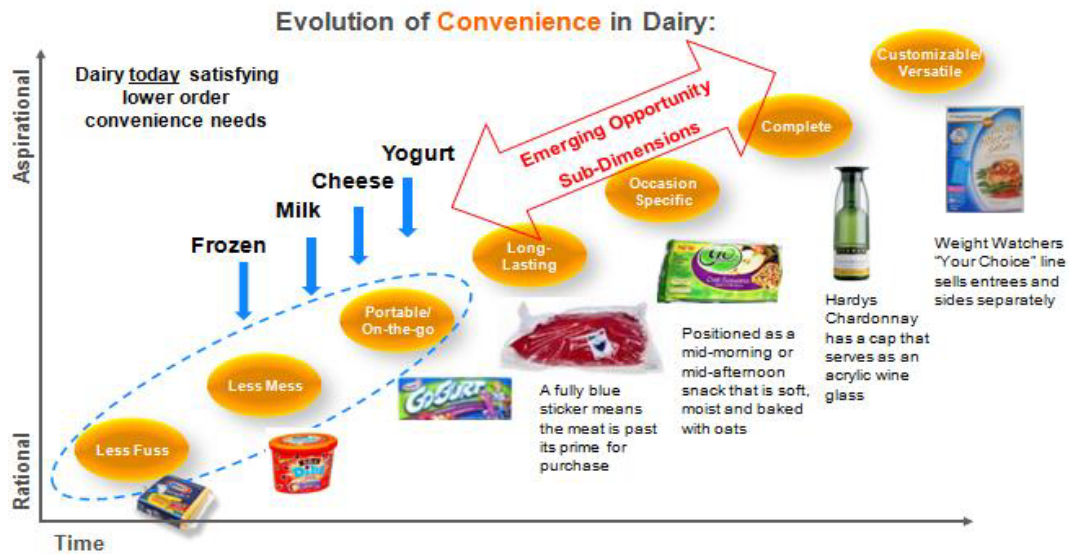 Evolution of Convenience in Dairy:
Aspirational
Rational
Time
Dairy today satisfying
lower order
convenience needs
Frozen
Milk
Cheese
Yogurt
Emerging Opportunity
Sub-Dimensions
Less Fuss
Less Mess
Portable/
On-the-go
Long-
Lasting
Occasion
Specific
Complete
Customizable/
Versatile
GoGURT
Dibs
NEW
A fully blue
sticker means
the meat is past
its prime for
purchase
Positioned as a
mid-morning or
mid-afternoon
snack that is soft,
moist and baked
with oats
Hardys
Chardonnay
has a cap that
serves as an
acrylic wine
glass
Weight Watchers
"Your Choice" line
sells entrees and
sides separately